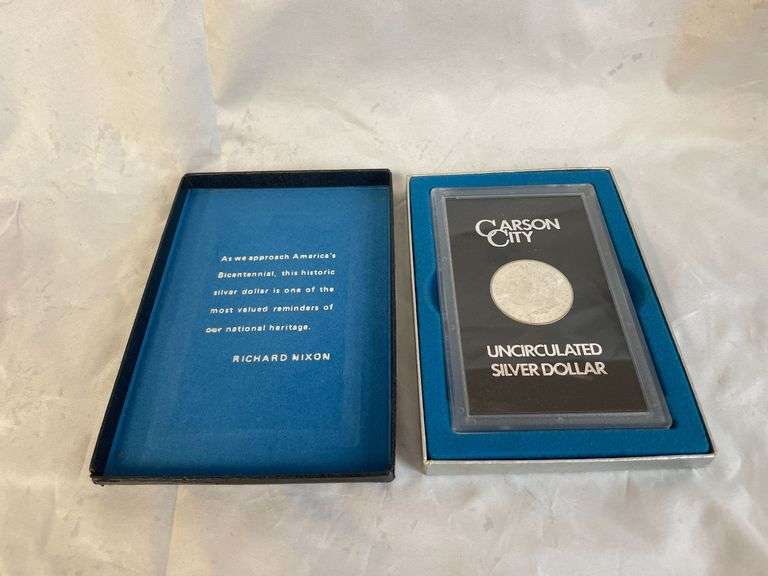 As we approach America's
Bicentennial, this historic
silver dollar is one of the
most valued reminders of
our national heritage.
RICHARD NIXON
CARSON
CITY
UNCIRCULATED
SILVER DOLLAR